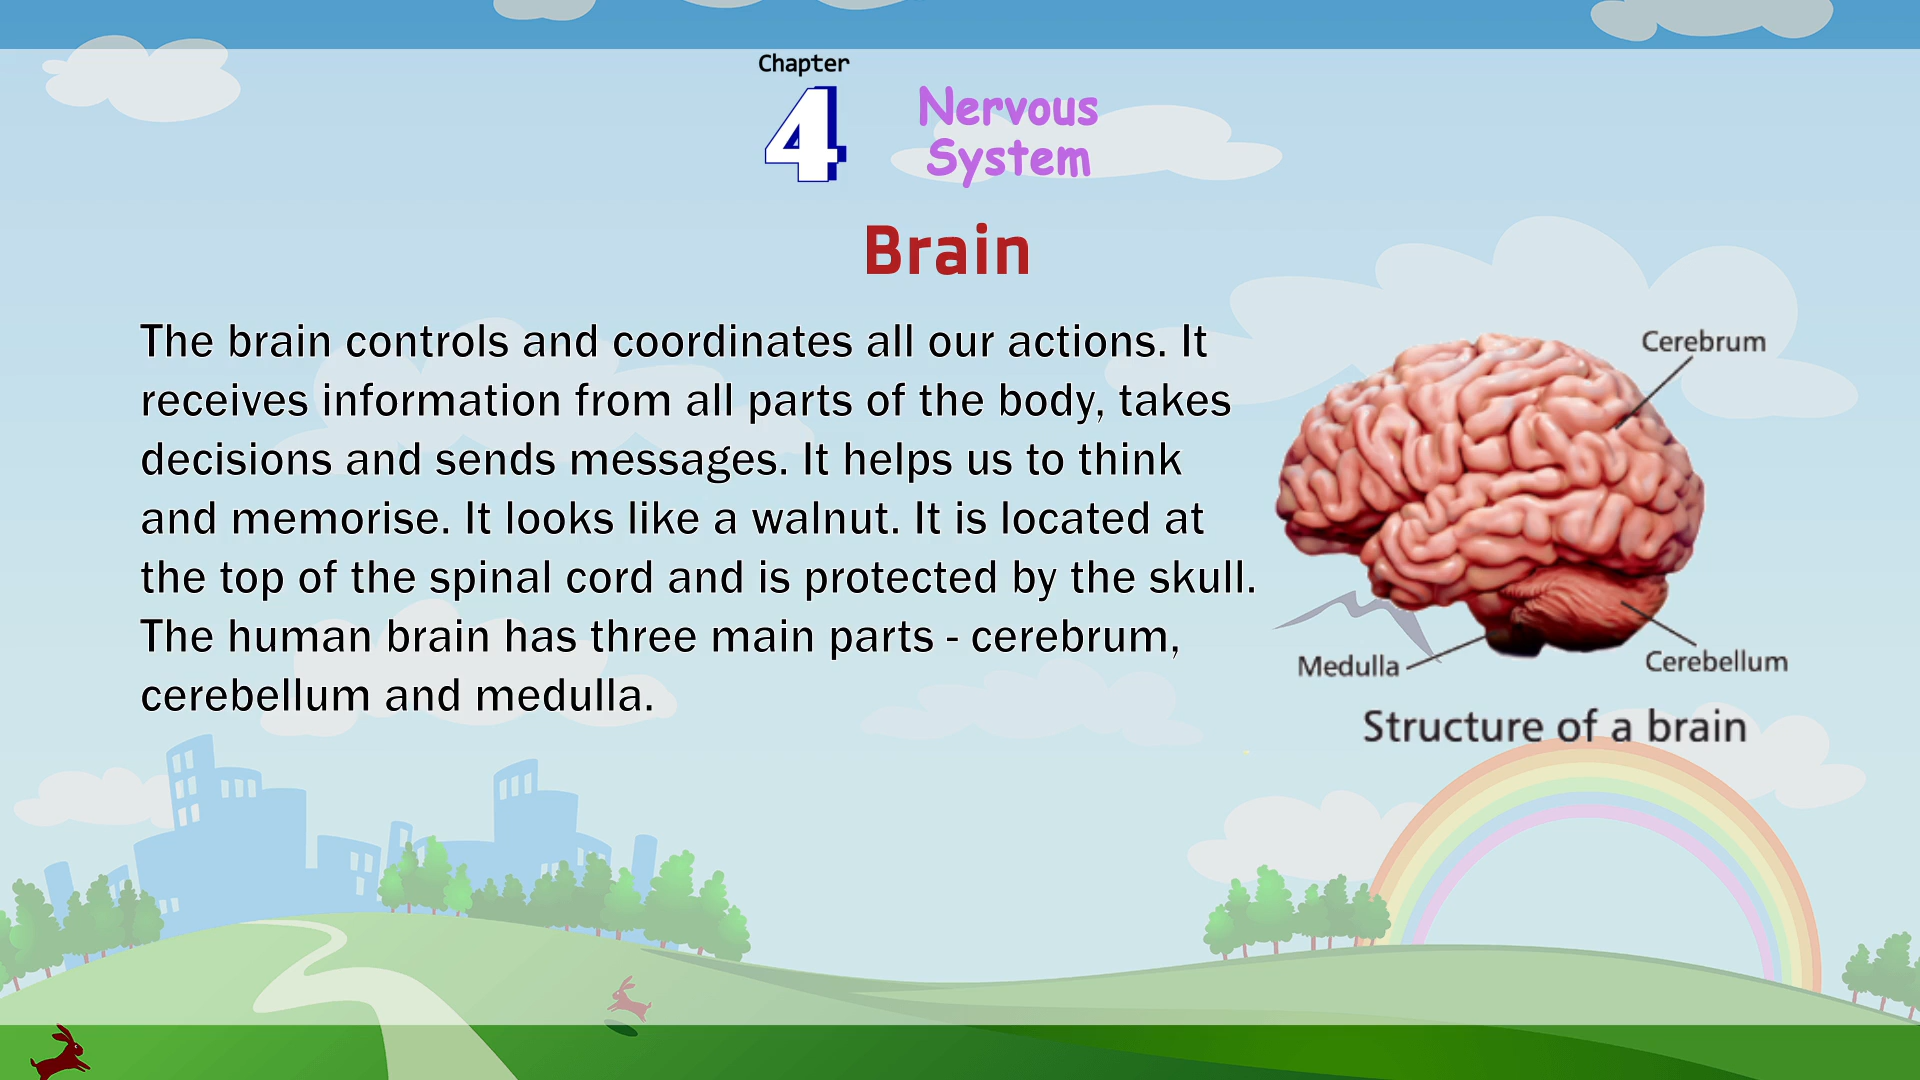 Chapter
4
Nervous
System
Brain
The brain controls and coordinates all our actions. It
receives information from all parts of the body, takes
decisions and sends messages. It helps us to think
and memorise. It looks like a walnut. It is located at
the top of the spinal cord and is protected by the skull.
The human brain has three main parts - cerebrum,
cerebellum and medulla.
Cerebrum
Medulla
Cerebellum
Structure of a brain